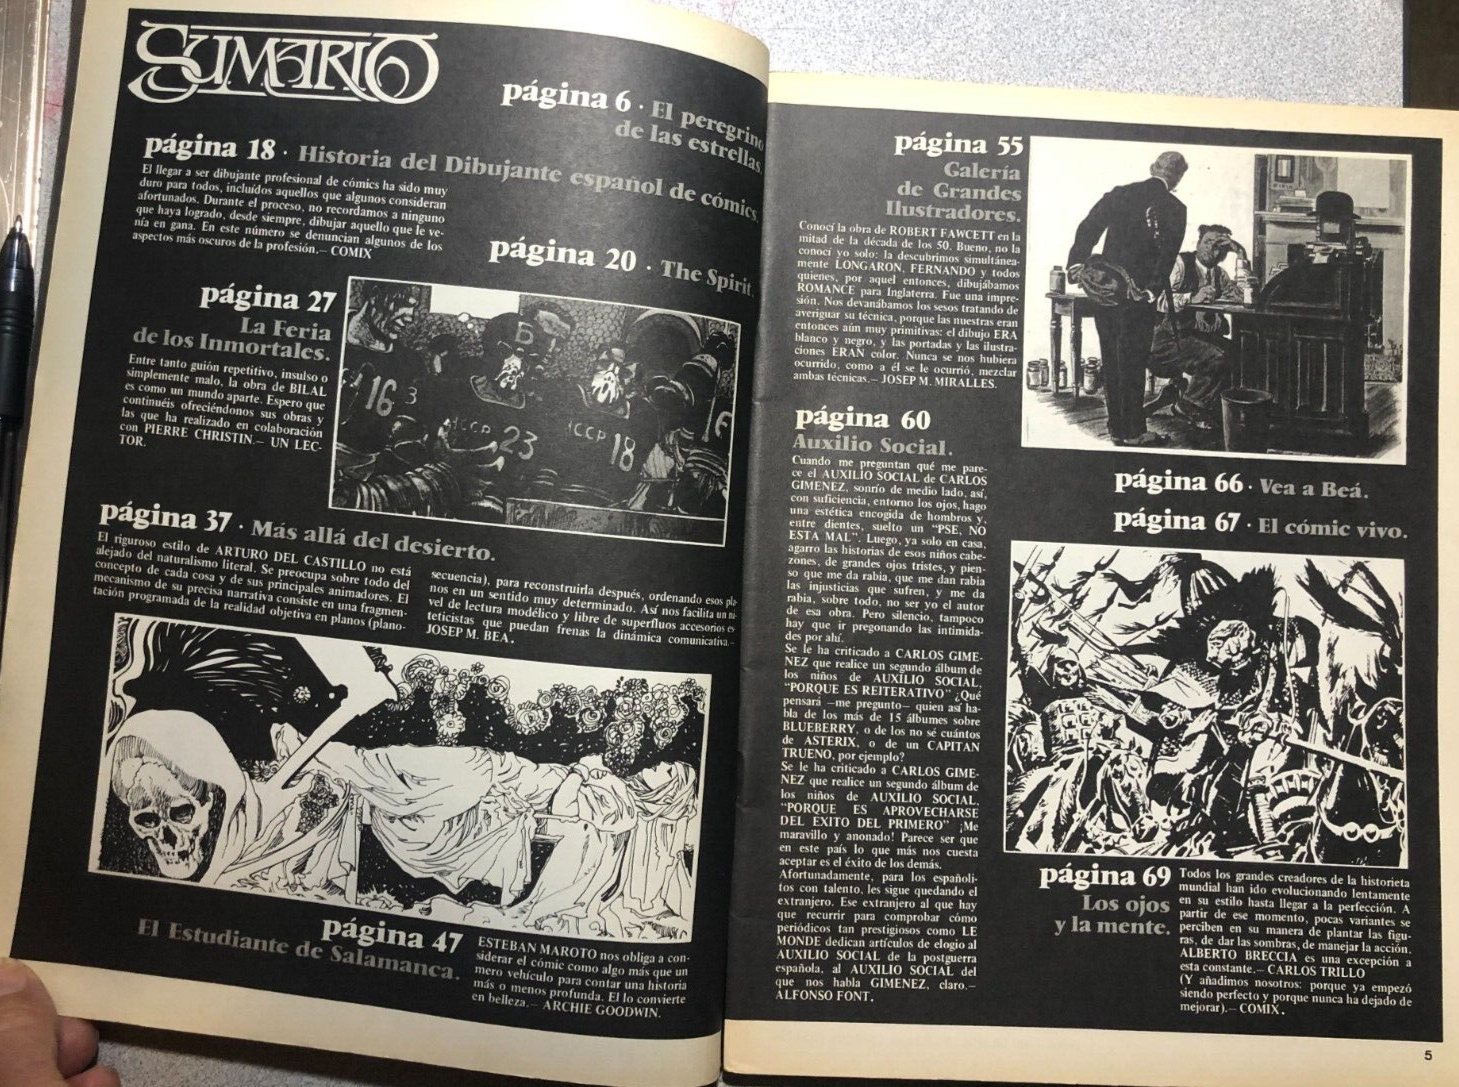 SUMARIO
página 6 · El peregrino
de las estrellas.
página 18 · Historia del Dibujante español de cómics.
El llegar a ser dibujante profesional de cómics ha sido muy
duro para todos, incluídos aquellos que algunos consideran
afortunados. Durante el proceso, no recordamos a ninguno
que haya logrado, desde siempre, dibujar aquello que le ve-
nía en gana. En este número se denuncian algunos de los
aspectos más oscuros de la profesión.— COMIX
página 20 · The Spirit.
página 27
La Feria
de los Inmortales.
Entre tanto guión repetitivo, insulso o
simplemente malo, la obra de BILAL
es como un mundo aparte. Espero que
continuéis ofreciéndonos sus obras y
las que ha realizado en colaboración
con PIERRE CHRISTIN.— UN LEC-
TOR.
16
3
CCCP 23
CCCP 18
página 37 · Más allá del desierto.
El riguroso estilo de ARTURO DEL CASTILLO no está
alejado del naturalismo literal. Se preocupa sobre todo del
concepto de cada cosa y de sus principales animadores. El
mecanismo de su precisa narrativa consiste en una fragmen-
tación programada de la realidad objetiva en planos (plano-
secuencia), para reconstruirla después, ordenando esos pla-
nos en un sentido muy determinado. Así nos facilita un ni-
vel de lectura modélico y libre de superfluos accesorios es-
teticistas que puedan frenas la dinámica comunicativa.—
JOSEP M. BEA.
página 47
El Estudiante de Salamanca.
ESTEBAN MAROTO nos obliga a con-
siderar el cómic como algo más que un
mero vehículo para contar una historia
más o menos profunda. El lo convierte
en belleza.— ARCHIE GOODWIN.
página 55
Galería
de Grandes
Ilustradores.
Conocí la obra de ROBERT FAWCETT en la
mitad de la década de los 50. Bueno, no la
conocí yo solo: la descubrimos simultánea-
mente LONGARON, FERNANDO y todos
quienes, por aquel entonces, dibujábamos
ROMANCE para Inglaterra. Fue una impre-
sión. Nos devanábamos los sesos tratando de
averiguar su técnica, porque las nuestras eran
entonces aún muy primitivas: el dibujo ERA
blanco y negro, y las portadas y las ilustra-
ciones ERAN color. Nunca se nos hubiera
ocurrido, como a él se le ocurrió, mezclar
ambas técnicas.— JOSEP M. MIRALLES.
página 60
Auxilio Social.
Cuando me preguntan qué me pare-
ce el AUXILIO SOCIAL de CARLOS
GIMENEZ, sonrío de medio lado, así,
con suficiencia, entorno los ojos, hago
una estética encogida de hombros y,
entre dientes, suelto un “PSE, NO
ESTA MAL”. Luego, ya solo en casa,
agarro las historias de esos niños cabe-
zones, de grandes ojos tristes, y pien-
so que me da rabia, que me dan rabia
las injusticias que sufren, y me da
rabia, sobre todo, no ser yo el autor
de esa obra. Pero silencio, tampoco
hay que ir pregonando las intimida-
des por ahí.
Se le ha criticado a CARLOS GIME-
NEZ que realice un segundo álbum de
los niños de AUXILIO SOCIAL,
“PORQUE ES REITERATIVO” ¿Qué
pensará —me pregunto— quien así ha-
bla de los más de 15 álbumes sobre
BLUEBERRY, o de los no sé cuántos
de ASTERIX, o de un CAPITAN
TRUENO, por ejemplo?
Se le ha criticado a CARLOS GIME-
NEZ que realice un segundo álbum de
los niños de AUXILIO SOCIAL,
“PORQUE ES APROVECHARSE
DEL EXITO DEL PRIMERO” ¡Me
maravillo y anonado! Parece ser que
en este país lo que más nos cuesta
aceptar es el éxito de los demás.
Afortunadamente, para los españoli-
tos con talento, les sigue quedando el
extranjero. Ese extranjero al que hay
que recurrir para comprobar cómo
periódicos tan prestigiosos como LE
MONDE dedican artículos de elogio al
AUXILIO SOCIAL de la postguerra
española, al AUXILIO SOCIAL del
que nos habla GIMENEZ, claro.—
ALFONSO FONT.
página 66 · Vea a Beá.
página 67 · El cómic vivo.
página 69
Los ojos
y la mente.
Todos los grandes creadores de la historieta
mundial han ido evolucionando lentamente
en su estilo hasta llegar a la perfección. A
partir de ese momento, pocas variantes se
perciben en su manera de plantar las figu-
ras, de dar las sombras, de manejar la acción.
ALBERTO BRECCIA es una excepción a
esta constante.— CARLOS TRILLO
(Y añadimos nosotros: porque ya empezó
siendo perfecto y porque nunca ha dejado de
mejorar).— COMIX.
5